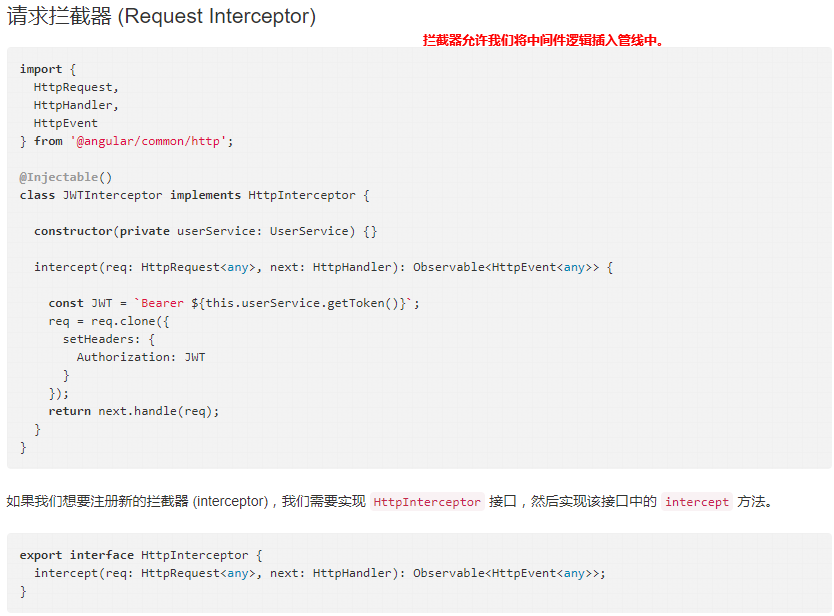 请求拦截器 (Request Interceptor)
拦截器允许我们将中间件逻辑插入管线中。
import {
  HttpRequest,
  HttpHandler,
  HttpEvent
} from '@angular/common/http';
@Injectable()
class JWTInterceptor implements HttpInterceptor {
  constructor(private userService: UserService) {}
  intercept(req: HttpRequest<any>, next: HttpHandler): Observable<HttpEvent<any>> {
    const JWT = `Bearer ${this.userService.getToken()}`;
    req = req.clone({
      setHeaders: {
        Authorization: JWT
      }
    });
    return next.handle(req);
  }
}
如果我们想要注册新的拦截器 (interceptor)，我们需要实现 HttpInterceptor 接口，然后实现该接口中的 intercept 方法。
export interface HttpInterceptor {
  intercept(req: HttpRequest<any>, next: HttpHandler): Observable<HttpEvent<any>>;
}